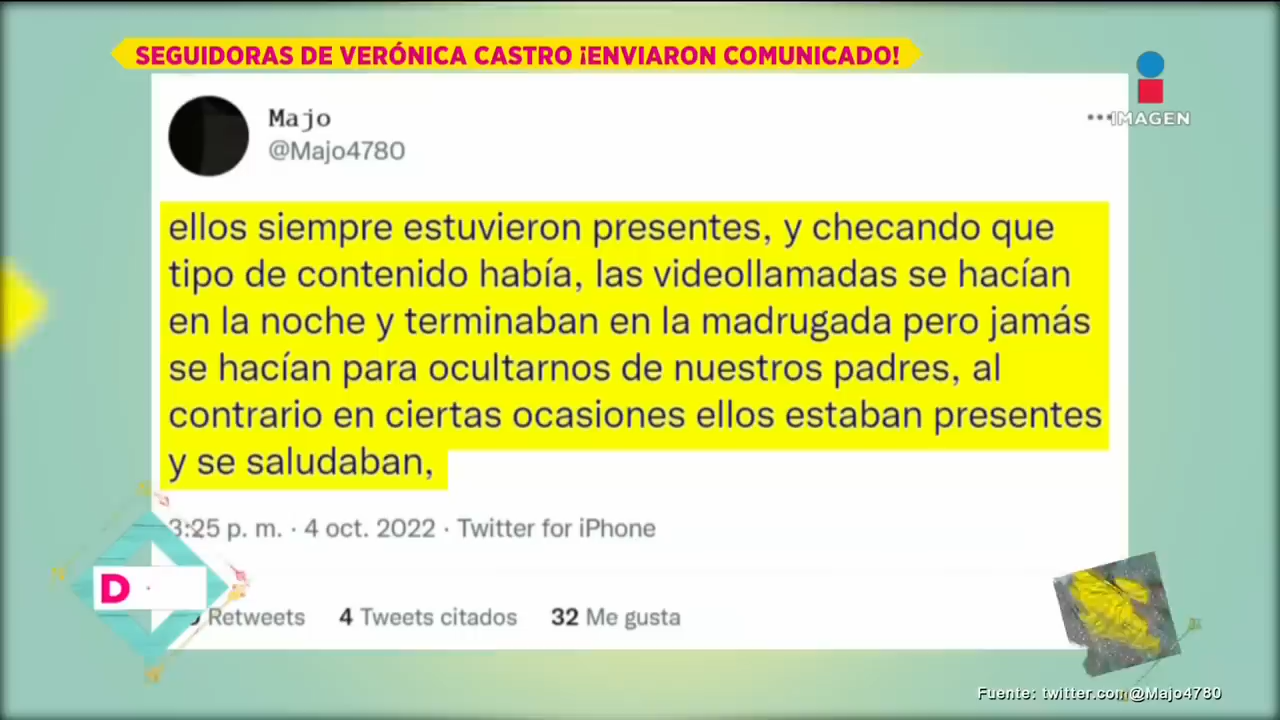 SEGUIDORAS DE VERÓNICA CASTRO ¡ENVIARON COMUNICADO!
IMAGEN
Majo
@Majo4780
ellos siempre estuvieron presentes, y checando que
tipo de contenido había, las videollamadas se hacían
en la noche y terminaban en la madrugada pero jamás
se hacían para ocultarnos de nuestros padres, al
contrario en ciertas ocasiones ellos estaban presentes
y se saludaban,
3:25 p. m. · 4 oct. 2022 · Twitter for iPhone
D
Retweets 4 Tweets citados 32 Me gusta
Fuente: twitter.com@Majo4780